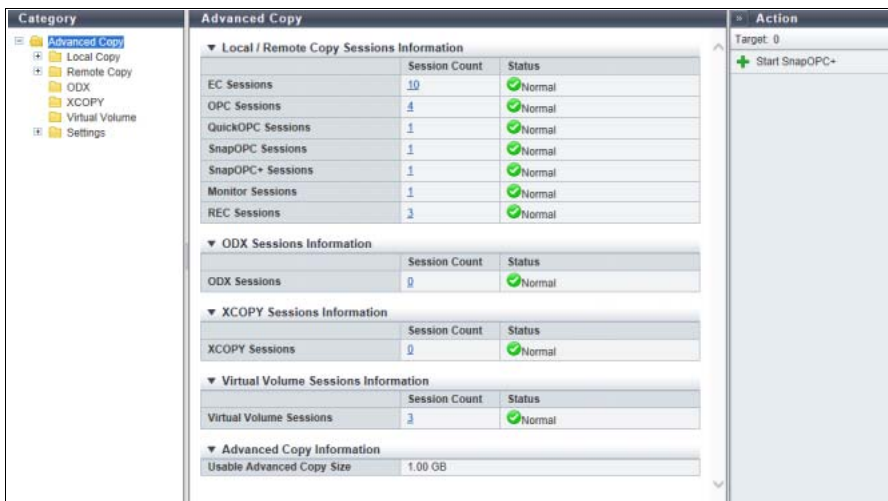 Category
Advanced Copy
Local Copy
Remote Copy
ODX
XCOPY
Virtual Volume
Settings
Advanced Copy
Local / Remote Copy Sessions Information
Session Count Status
EC Sessions 10 Normal
OPC Sessions 4 Normal
QuickOPC Sessions 1 Normal
SnapOPC Sessions 1 Normal
SnapOPC+ Sessions 1 Normal
Monitor Sessions 1 Normal
REC Sessions 3 Normal
ODX Sessions Information
Session Count Status
ODX Sessions 0 Normal
XCOPY Sessions Information
Session Count Status
XCOPY Sessions 0 Normal
Virtual Volume Sessions Information
Session Count Status
Virtual Volume Sessions 3 Normal
Advanced Copy Information
Usable Advanced Copy Size 1.00 GB
» Action
Target: 0
Start SnapOPC+